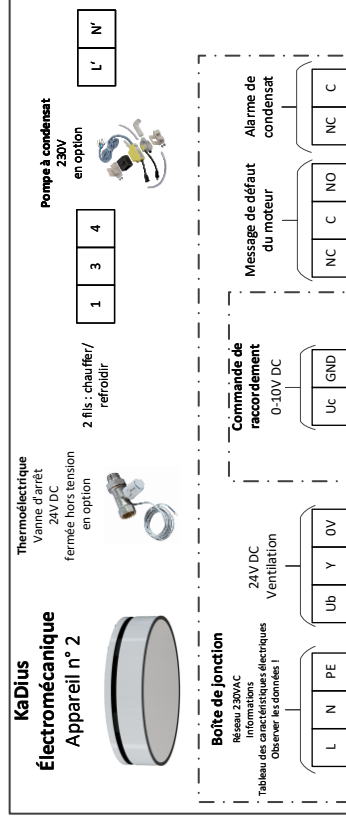 KaDius
Électromécanique
Appareil n° 2
Thermoélectrique
Vanne d'arrêt
24V DC
fermée hors tension
en option
2 fils : chauffer/
refroidir
1 3 4
Pompe à condensat
230V
en option
L' N'
Boîte de jonction
Réseau 230VAC
Informations
Tableau des caractéristiques électriques
Observer les données !
L N PE
24V DC
Ventilation
Ub Y 0V
Commande de
raccordement
0-10V DC
Uc GND
Message de défaut
du moteur
NC C NO
Alarme de
condensat
NC C